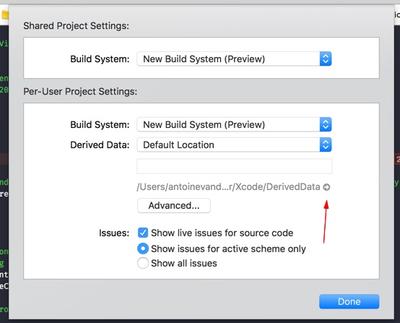 Shared Project Settings:
Build System: New Build System (Preview)
Per-User Project Settings:
Build System: New Build System (Preview)
Derived Data: Default Location
/Users/antoinevand...r/Xcode/DerivedData
Advanced...
Issues: Show live issues for source code
Show issues for active scheme only
Show all issues
Done